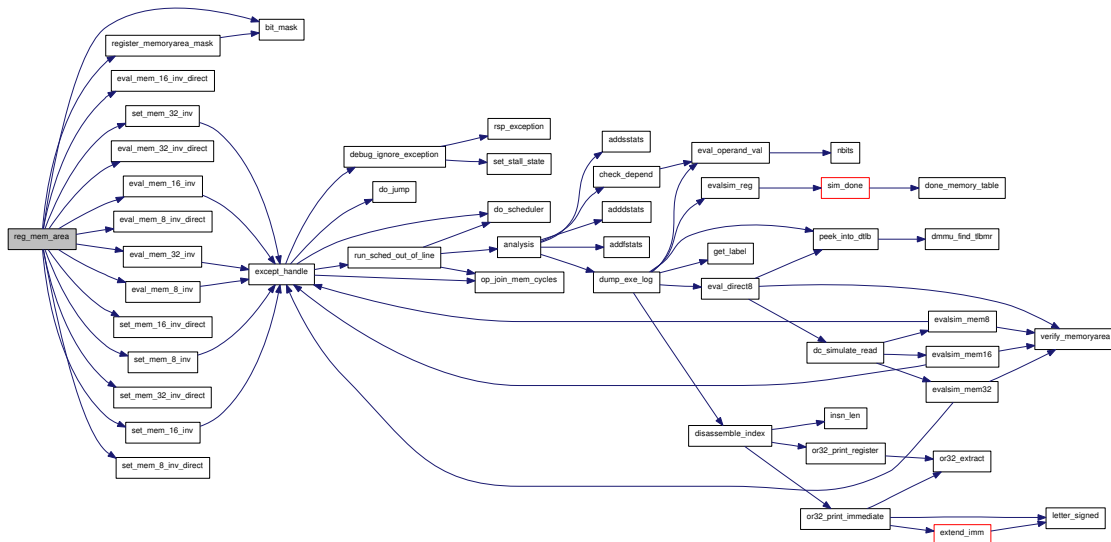 reg_mem_area
bit_mask
register_memoryarea_mask
eval_mem_16_inv_direct
set_mem_32_inv
eval_mem_32_inv_direct
eval_mem_16_inv
eval_mem_8_inv_direct
eval_mem_32_inv
eval_mem_8_inv
set_mem_16_inv_direct
set_mem_8_inv
set_mem_32_inv_direct
set_mem_16_inv
set_mem_8_inv_direct
except_handle
debug_ignore_exception
do_jump
run_sched_out_of_line
rsp_exception
set_stall_state
do_scheduler
analysis
op_join_mem_cycles
addsstats
check_depend
adddstats
addfstats
dump_exe_log
eval_operand_val
evalsim_reg
get_label
eval_direct8
disassemble_index
nbits
sim_done
peek_into_dtlb
dc_simulate_read
insn_len
or32_print_register
or32_print_immediate
done_memory_table
dmmu_find_tlbmr
evalsim_mem8
evalsim_mem16
evalsim_mem32
or32_extract
extend_imm
verify_memoryarea
letter_signed